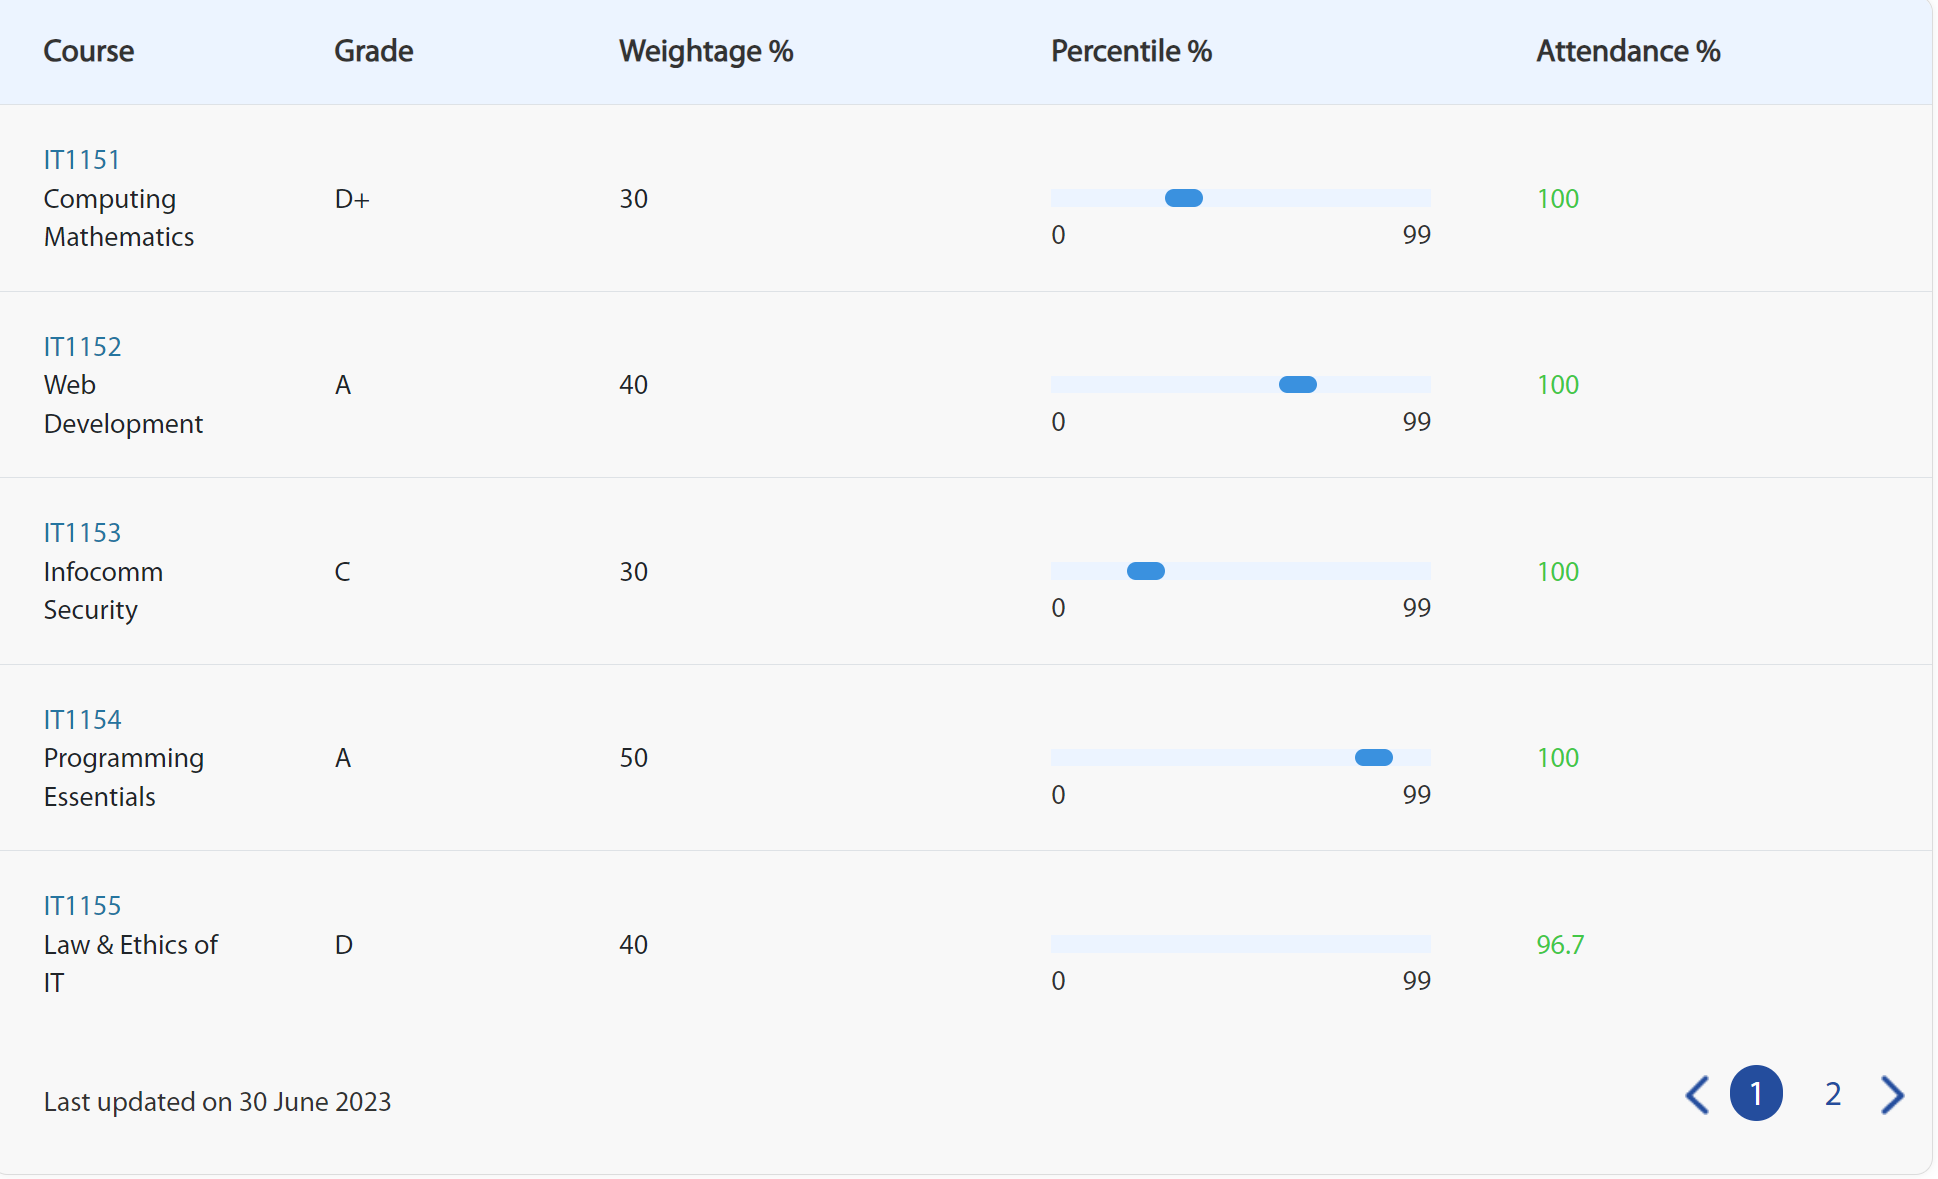 Course Grade Weightage % Percentile % Attendance %
IT1151
Computing D+ 30 100
Mathematics 0 99
IT1152
Web A 40 100
Development 0 99
IT1153
Infocomm C 30 100
Security 0 99
IT1154
Programming A 50 100
Essentials 0 99
IT1155
Law & Ethics of D 40 96.7
IT 0 99
Last updated on 30 June 2023 1 2